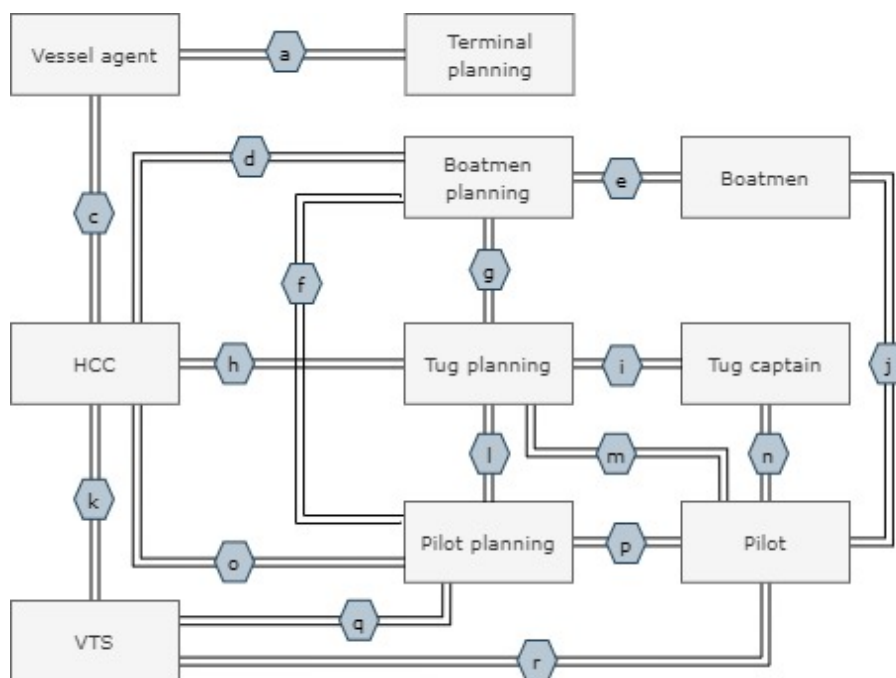 Vessel agent
a
Terminal
planning
d
Boatmen
planning
e
Boatmen
c
f
g
HCC
h
Tug planning
i
Tug captain
j
k
l
m
n
o
Pilot planning
p
Pilot
VTS
q
r